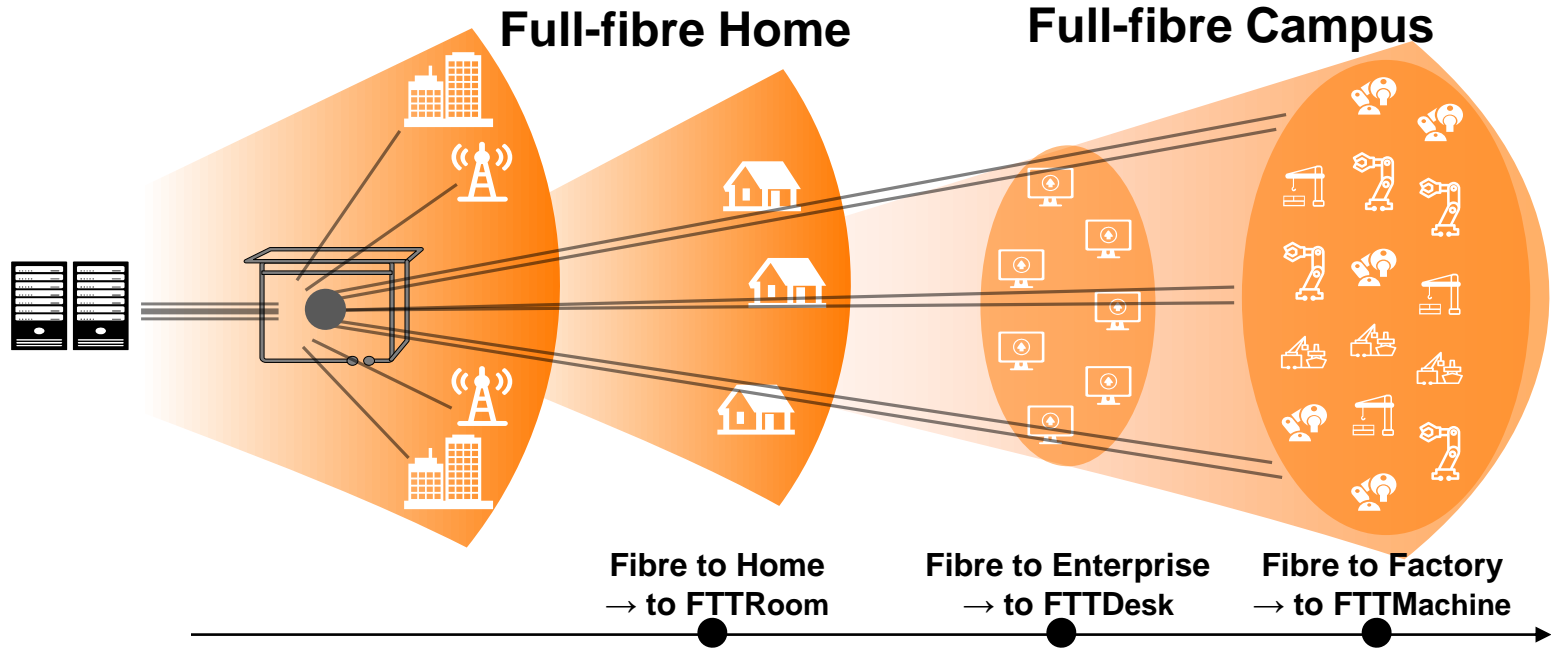 Full-fibre Home
Full-fibre Campus
Fibre to Home
→ to FTTRoom
Fibre to Enterprise
→ to FTTDesk
Fibre to Factory
→ to FTTMachine